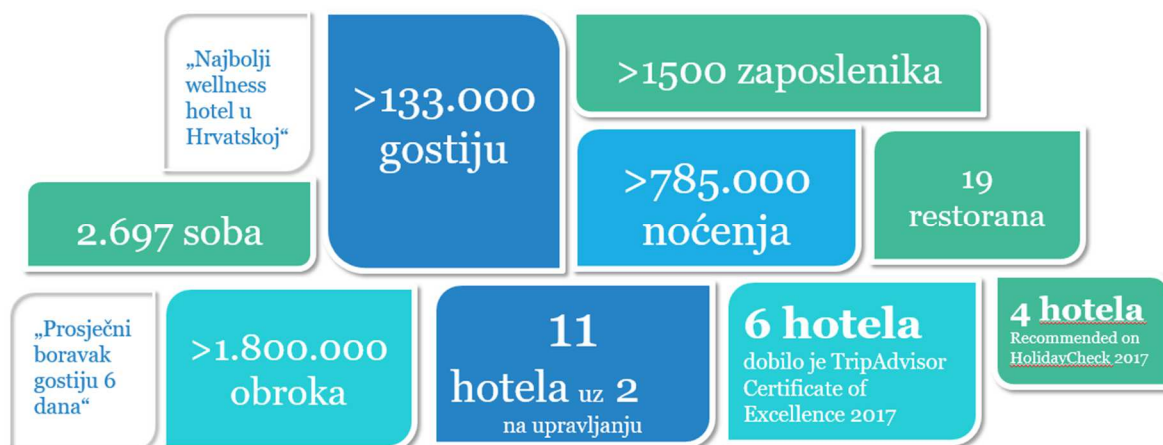 „Najbolji
wellness
hotel u
Hrvatskoj“
>133.000
gostiju
>1500 zaposlenika
2.697 soba
>785.000
noćenja
19
restorana
„Prosječni
boravak
gostiju 6
dana“
>1.800.000
obroka
11
hotela uz 2
na upravljanju
6 hotela
dobilo je TripAdvisor
Certificate of
Excellence 2017
4 hotela
Recommended on
HolidayCheck 2017